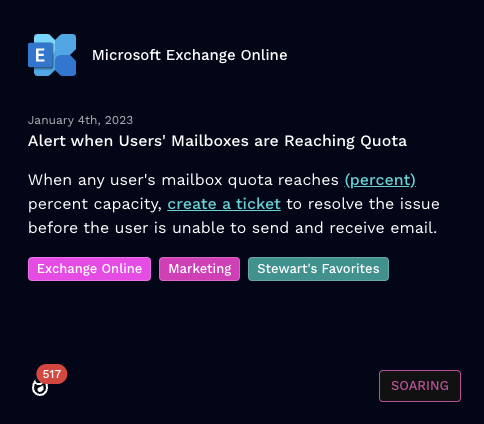 E
Microsoft Exchange Online
January 4th, 2023
Alert when Users' Mailboxes are Reaching Quota
When any user's mailbox quota reaches (percent)
percent capacity, create a ticket to resolve the issue
before the user is unable to send and receive email.
Exchange Online Marketing Stewart's Favorites
517
SOARING